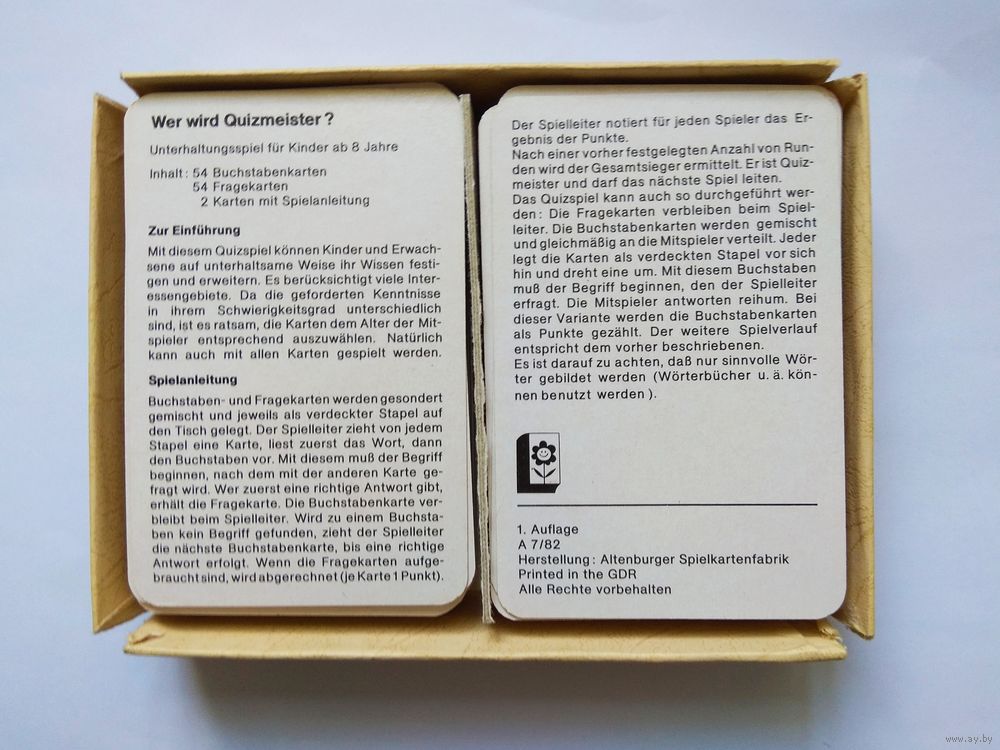 Wer wird Quizmeister?
Unterhaltungsspiel für Kinder ab 8 Jahre
Inhalt: 54 Buchstabenkarten
54 Fragekarten
2 Karten mit Spielanleitung
Zur Einführung
Mit diesem Quizspiel können Kinder und Erwach-
sene auf unterhaltsame Weise ihr Wissen festi-
gen und erweitern. Es berücksichtigt viele Inter-
essengebiete. Da die geforderten Kenntnisse
in ihrem Schwierigkeitsgrad unterschiedlich
sind, ist es ratsam, die Karten dem Alter der Mit-
spieler entsprechend auszuwählen. Natürlich
kann auch mit allen Karten gespielt werden.
Spielanleitung
Buchstaben- und Fragekarten werden gesondert
gemischt und jeweils als verdeckter Stapel auf
den Tisch gelegt. Der Spielleiter zieht von jedem
Stapel eine Karte, liest zuerst das Wort, dann
den Buchstaben vor. Mit diesem muß der Begriff
beginnen, nach dem mit der anderen Karte ge-
fragt wird. Wer zuerst eine richtige Antwort gibt,
erhält die Fragekarte. Die Buchstabenkarte ver-
bleibt beim Spielleiter. Wird zu einem Buchsta-
ben kein Begriff gefunden, zieht der Spielleiter
die nächste Buchstabenkarte, bis eine richtige
Antwort erfolgt. Wenn die Fragekarten aufge-
braucht sind, wird abgerechnet (je Karte 1 Punkt).
Der Spielleiter notiert für jeden Spieler das Er-
gebnis der Punkte.
Nach einer vorher festgelegten Anzahl von Run-
den wird der Gesamtsieger ermittelt. Er ist Quiz-
meister und darf das nächste Spiel leiten.
Das Quizspiel kann auch so durchgeführt wer-
den: Die Fragekarten verbleiben beim Spiel-
leiter. Die Buchstabenkarten werden gemischt
und gleichmäßig an die Mitspieler verteilt. Jeder
legt die Karten als verdeckten Stapel vor sich
hin und dreht eine um. Mit diesem Buchstaben
muß der Begriff beginnen, den der Spielleiter
erfragt. Die Mitspieler antworten reihum. Bei
dieser Variante werden die Buchstabenkarten
als Punkte gezählt. Der weitere Spielverlauf
entspricht dem vorher beschriebenen.
Es ist darauf zu achten, daß nur sinnvolle Wör-
ter gebildet werden (Wörterbücher u. ä. kön-
nen benutzt werden).
1. Auflage
A 7/82
Herstellung: Altenburger Spielkartenfabrik
Printed in the GDR
Alle Rechte vorbehalten
www.ay.by